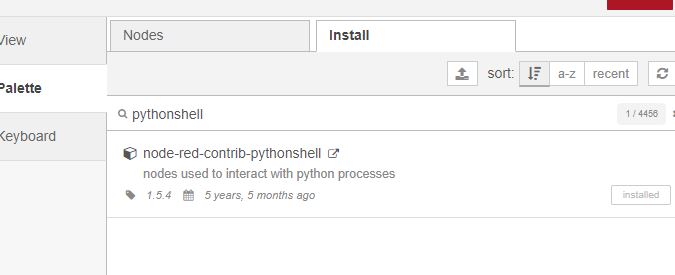 Nodes
Install
View
Palette
Keyboard
sort:
a-z
recent
pythonshell
1 / 4456
node-red-contrib-pythonshell
nodes used to interact with python processes
1.5.4
5 years, 5 months ago
installed